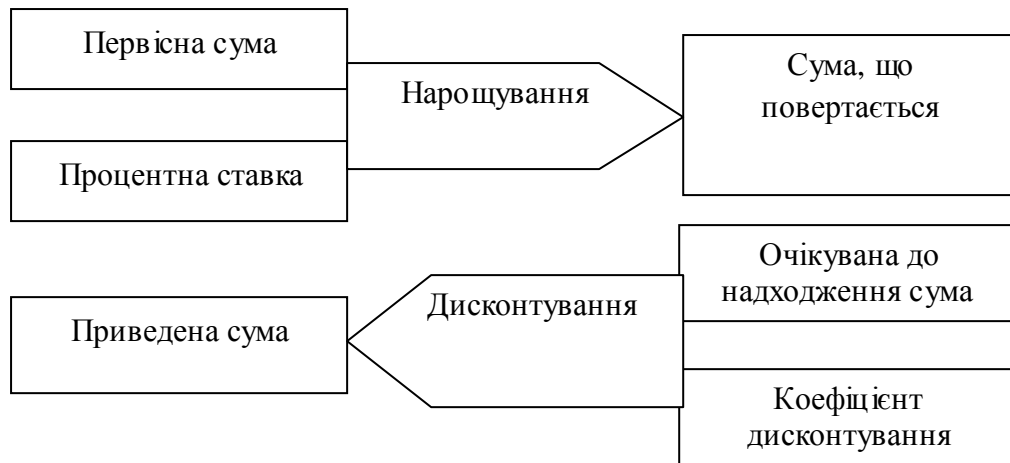 Первісна сума
Нарощування
Сума, що
повертається
Процентна ставка
Очікувана до
надходження сума
Дисконтування
Приведена сума
Коефіцієнт
дисконтування